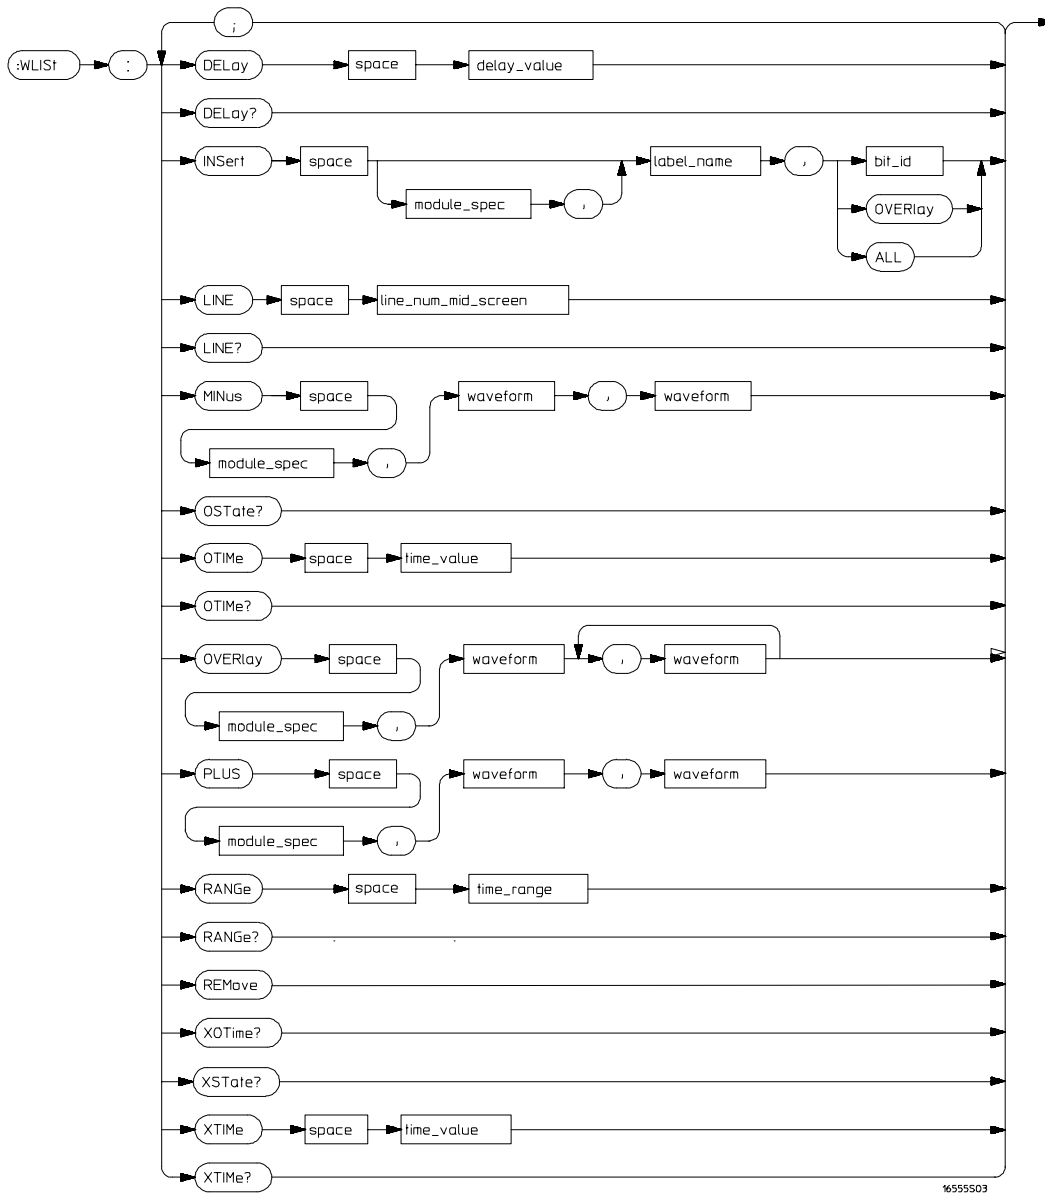 ;
:WLISt : DELay space delay_value
DELay?
INSert space label_name , bit_id
module_spec , OVERlay
ALL
LINE space line_num_mid_screen
LINE?
MINus space waveform , waveform
module_spec ,
OSTate?
OTIMe space time_value
OTIMe?
OVERlay space waveform , waveform
module_spec ,
PLUS space waveform , waveform
module_spec ,
RANGe space time_range
RANGe?
REMove
XOTime?
XSTate?
XTIMe space time_value
XTIMe?
16555S03